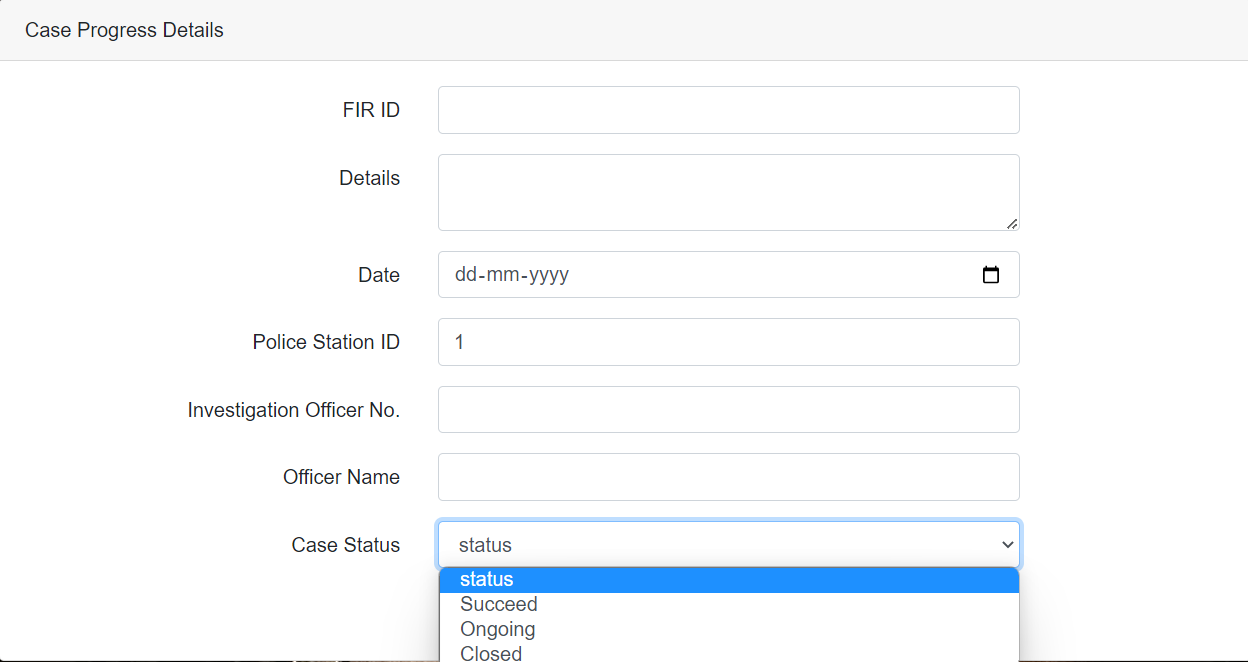 Case Progress Details
FIR ID
Details
Date dd-mm-yyyy
Police Station ID 1
Investigation Officer No.
Officer Name
Case Status status
status
Succeed
Ongoing
Closed